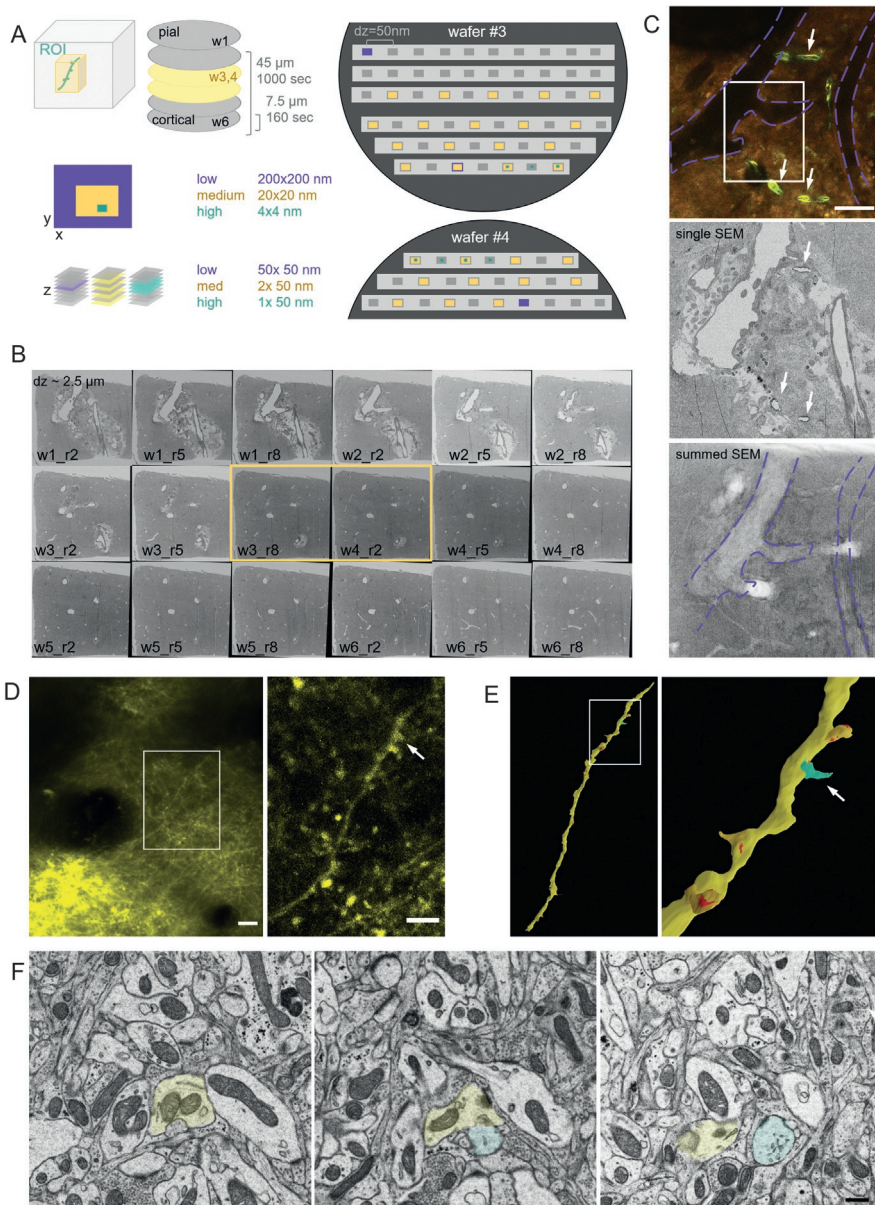 A
ROI
pial
w1
w3,4
cortical
w6
45 µm
1000 sec
7.5 µm
160 sec
dz=50nm
wafer #3
y
x
low 200x200 nm
medium 20x20 nm
high 4x4 nm
z
low 50x 50 nm
med 2x 50 nm
high 1x 50 nm
wafer #4
B
dz ~ 2.5 µm
w1_r2 w1_r5 w1_r8 w2_r2 w2_r5 w2_r8
w3_r2 w3_r5 w3_r8 w4_r2 w4_r5 w4_r8
w5_r2 w5_r5 w5_r8 w6_r2 w6_r5 w6_r8
C
single SEM
summed SEM
D
E
F